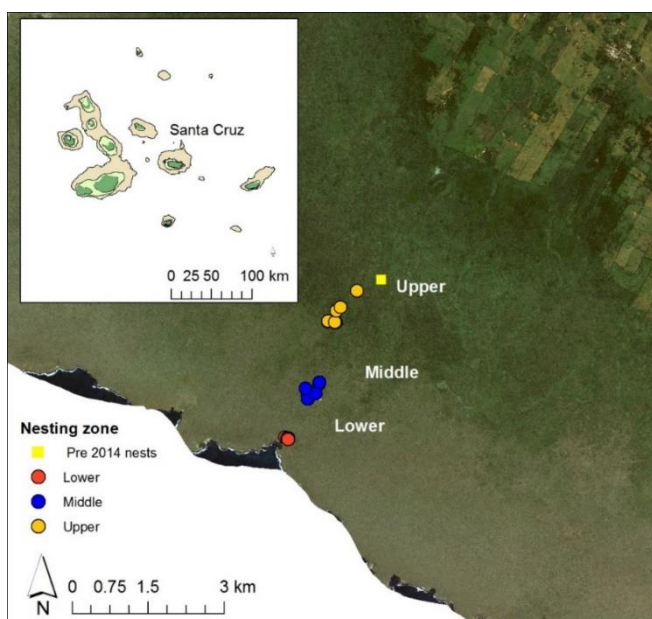 Santa Cruz
0 25 50 100 km
Upper
Middle
Lower
Nesting zone
Pre 2014 nests
Lower
Middle
Upper
N
0 0.75 1.5 3 km